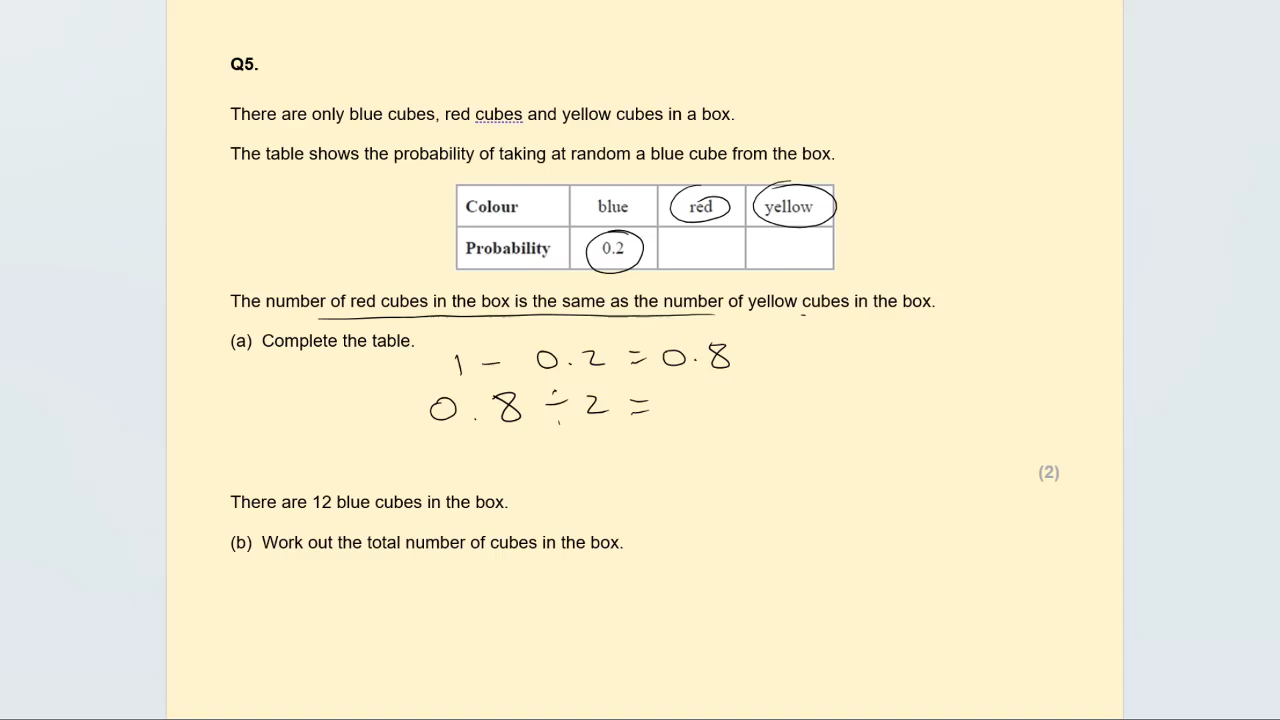 Q5.
There are only blue cubes, red cubes and yellow cubes in a box.
The table shows the probability of taking at random a blue cube from the box.
Colour blue red yellow
Probability 0.2
The number of red cubes in the box is the same as the number of yellow cubes in the box.
(a) Complete the table.
1 - 0.2 = 0.8
0.8 ÷ 2 =
(2)
There are 12 blue cubes in the box.
(b) Work out the total number of cubes in the box.